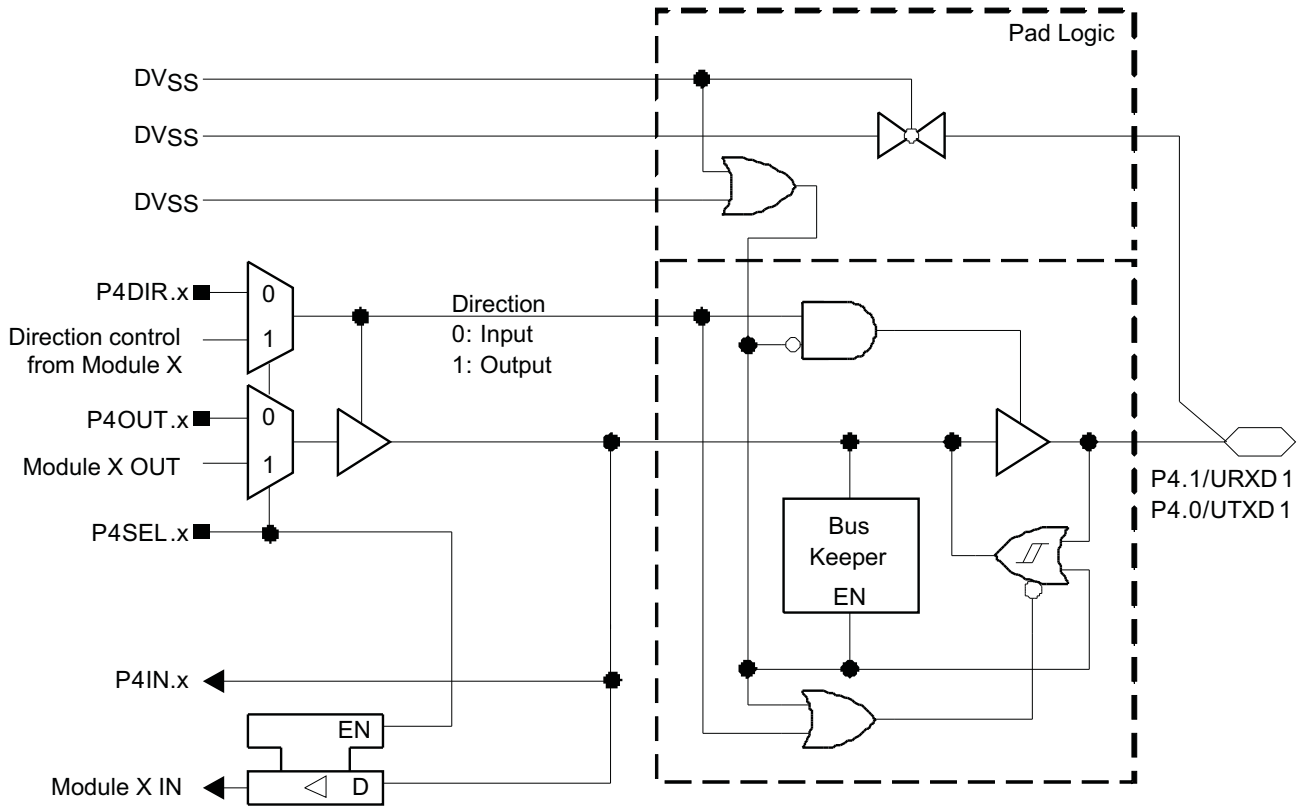 Pad Logic
DVSS
DVSS
DVSS
P4DIR.x
0
1
Direction control
from Module X
Direction
0: Input
1: Output
P4OUT.x
0
1
Module X OUT
P4SEL.x
P4.1/URXD1
P4.0/UTXD1
Bus
Keeper
EN
P4IN.x
EN
D
Module X IN